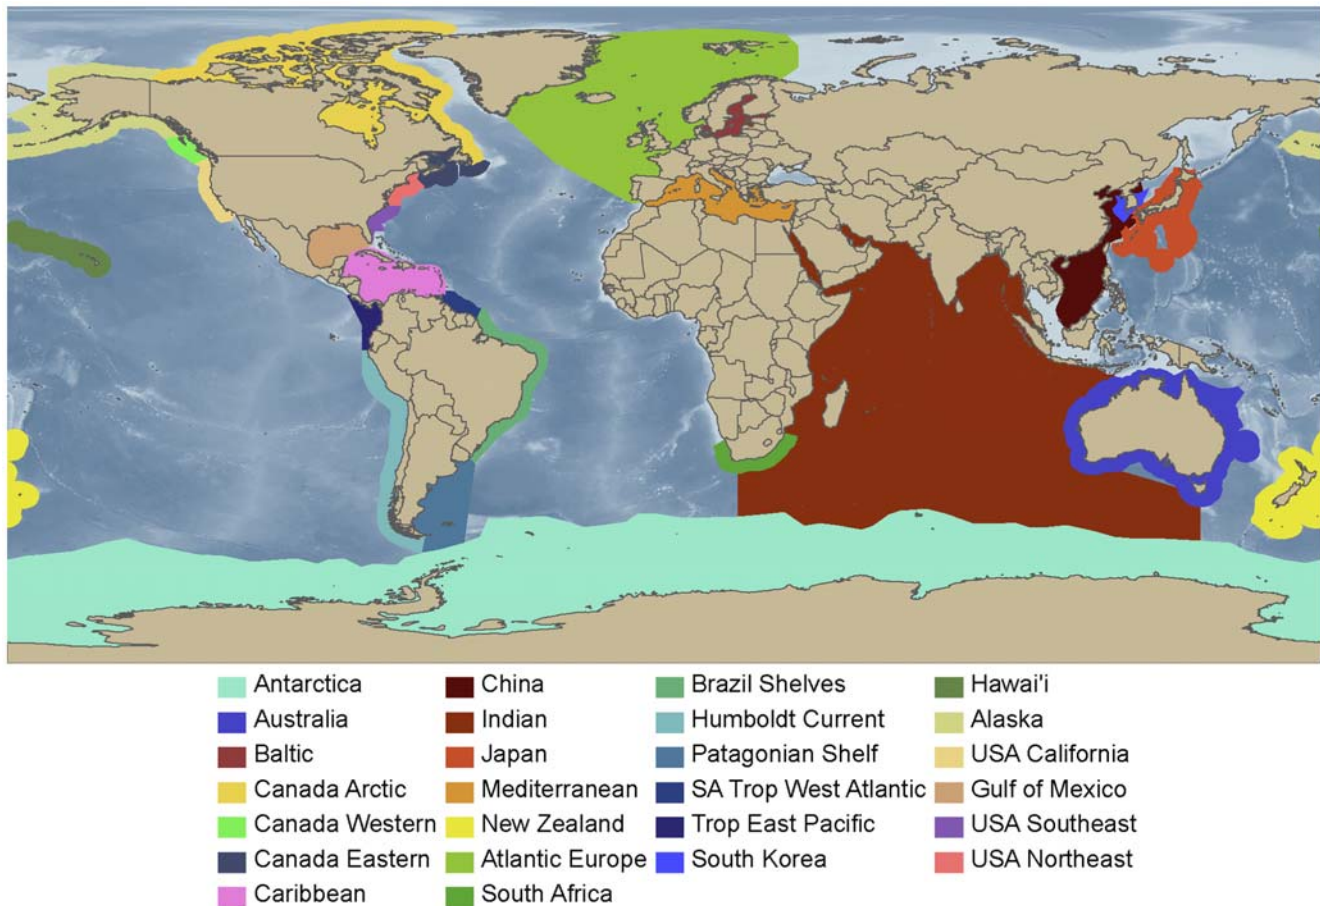 Antarctica
China
Brazil Shelves
Hawai'i
Australia
Indian
Humboldt Current
Alaska
Baltic
Japan
Patagonian Shelf
USA California
Canada Arctic
Mediterranean
SA Trop West Atlantic
Gulf of Mexico
Canada Western
New Zealand
Trop East Pacific
USA Southeast
Canada Eastern
Atlantic Europe
South Korea
USA Northeast
Caribbean
South Africa